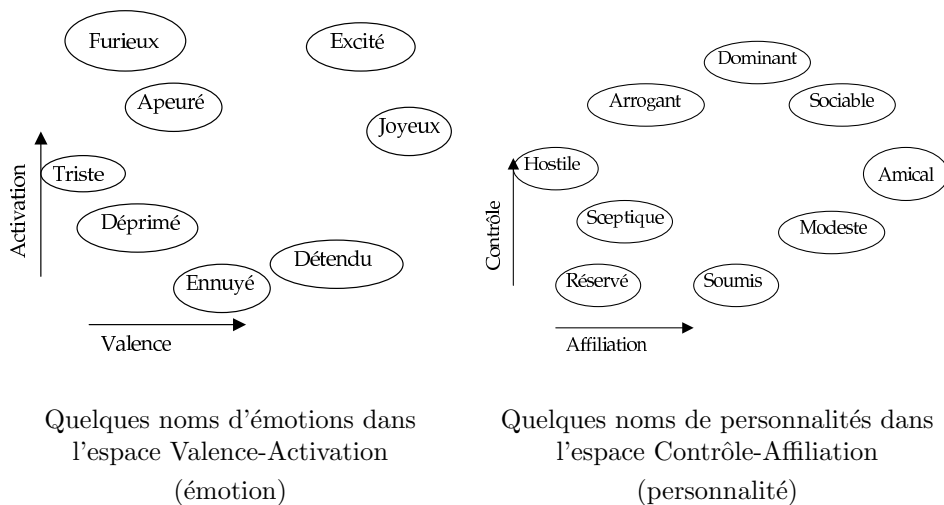 Furieux
Excité
Apeuré
Joyeux
Triste
Déprimé
Détendu
Ennuyé
Activation
Valence
Dominant
Arrogant
Sociable
Hostile
Amical
Sceptique
Modeste
Réservé
Soumis
Contrôle
Affiliation
Quelques noms d'émotions dans
l'espace Valence-Activation
(émotion)
Quelques noms de personnalités dans
l'espace Contrôle-Affiliation
(personnalité)